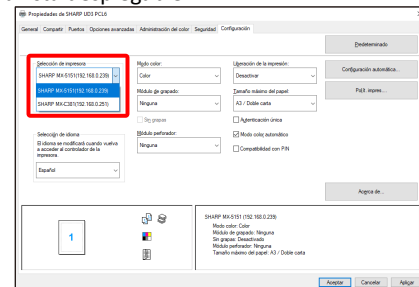 Propiedades de SHARP UD3 PCL6
General Compartir Puertos Opciones avanzadas Administración del color Seguridad Configuración
Predeterminado
Selección de impresora
SHARP MX-5151(192.168.0.239)
SHARP MX-5151(192.168.0.239)
SHARP MX-C381(192.168.0.251)
Modo de color:
Color
Liberación de la impresión:
Desactivar
Configuración automática...
Módulo de grapado:
Ninguna
Tamaño máximo del papel:
A3 / Doble carta
Polít. impres...
Sin grapas
Autenticación única
Selección de idioma
El idioma se modificará cuando vuelva
a acceder al controlador de la
impresora.
Español
Módulo perforador:
Ninguna
Modo color automático
Compatibilidad con PIN
Acerca de...
1
SHARP MX-5151 (192.168.0.239)
Modo color: Color
Módulo de grapado: Ninguna
Sin grapas: Desactivado
Módulo perforador: Ninguna
Tamaño máximo del papel: A3 / Doble carta
Aceptar Cancelar Aplicar